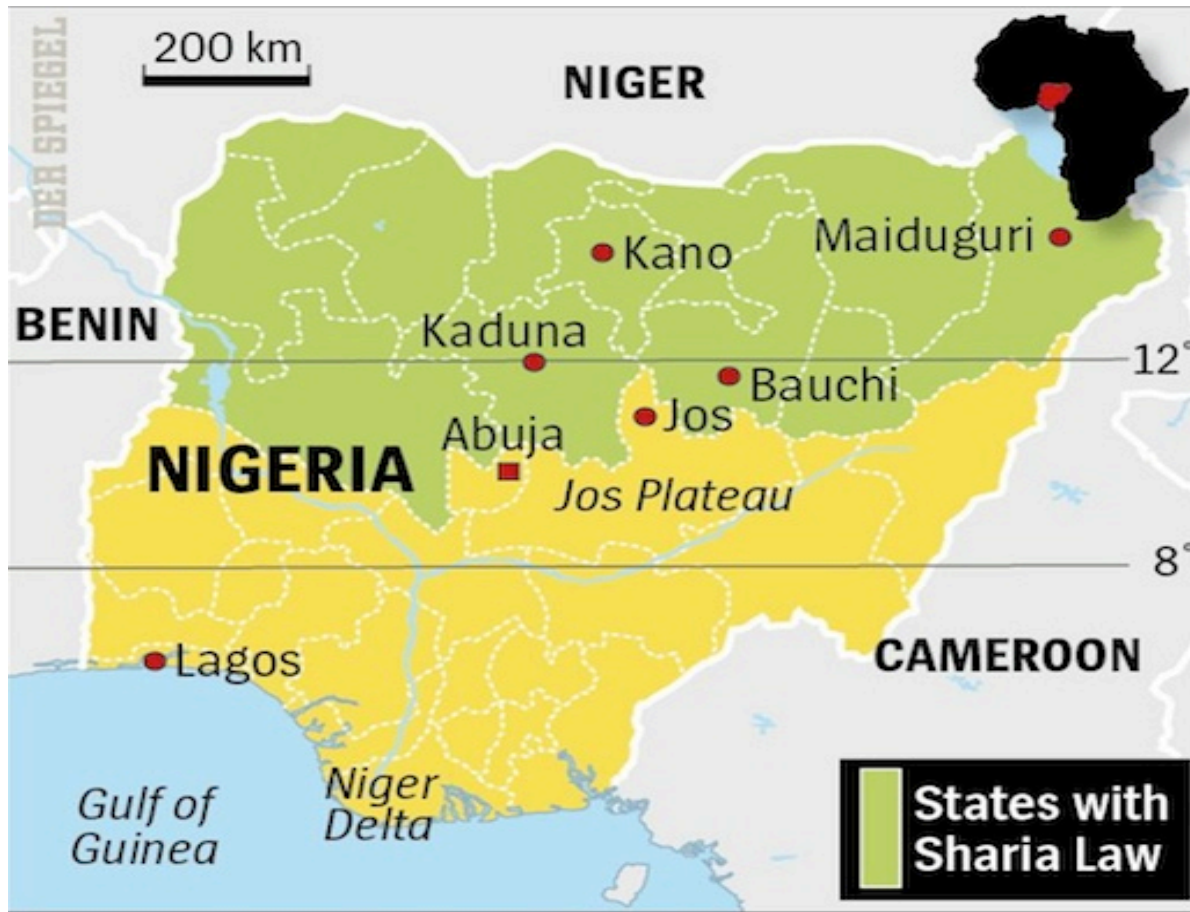 DER SPIEGEL
200 km
NIGER
Maiduguri
Kano
BENIN
Kaduna
12°
Bauchi
Jos
Abuja
NIGERIA
Jos Plateau
8°
CAMEROON
Lagos
Niger
Delta
Gulf of
Guinea
States with
Sharia Law